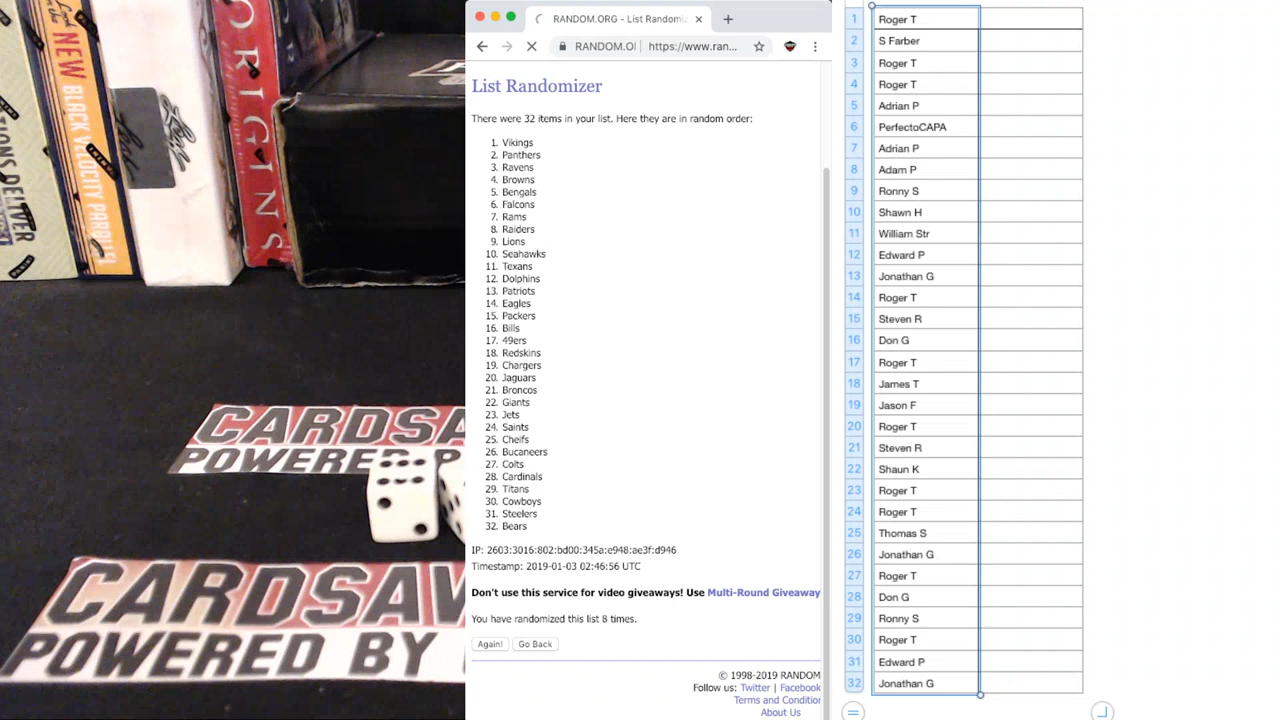 Look for
NEW
BLACK VELOCITY PARALLEL
ORIGINS
CARDSAV
POWERED
CARDSAV
POWERED BY
RANDOM.ORG - List Randomiz
RANDOM.OI
https://www.ran...
List Randomizer
There were 32 items in your list. Here they are in random order:
1. Vikings
2. Panthers
3. Ravens
4. Browns
5. Bengals
6. Falcons
7. Rams
8. Raiders
9. Lions
10. Seahawks
11. Texans
12. Dolphins
13. Patriots
14. Eagles
15. Packers
16. Bills
17. 49ers
18. Redskins
19. Chargers
20. Jaguars
21. Broncos
22. Giants
23. Jets
24. Saints
25. Cheifs
26. Bucaneers
27. Colts
28. Cardinals
29. Titans
30. Cowboys
31. Steelers
32. Bears
IP: 2603:3016:802:bd00:345a:e948:ae3f:d946
Timestamp: 2019-01-03 02:46:56 UTC
Don't use this service for video giveaways! Use Multi-Round Giveaway
You have randomized this list 8 times.
Again! Go Back
© 1998-2019 RANDOM
Follow us: Twitter | Facebook
Terms and Condition
About Us
1 Roger T
2 S Farber
3 Roger T
4 Roger T
5 Adrian P
6 PerfectoCAPA
7 Adrian P
8 Adam P
9 Ronny S
10 Shawn H
11 William Str
12 Edward P
13 Jonathan G
14 Roger T
15 Steven R
16 Don G
17 Roger T
18 James T
19 Jason F
20 Roger T
21 Steven R
22 Shaun K
23 Roger T
24 Roger T
25 Thomas S
26 Jonathan G
27 Roger T
28 Don G
29 Ronny S
30 Roger T
31 Edward P
32 Jonathan G